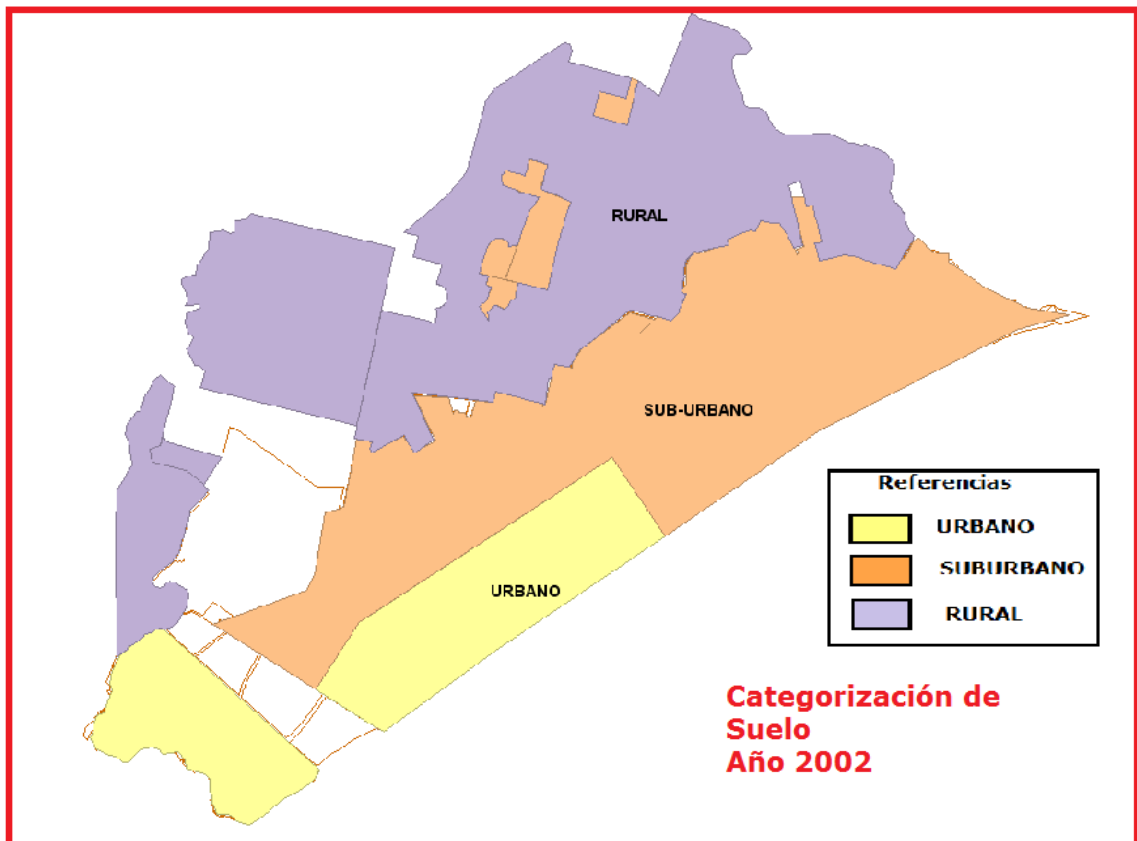 RURAL
SUB-URBANO
URBANO
Referencias
URBANO
SUBURBANO
RURAL
Categorización de
Suelo
Año 2002